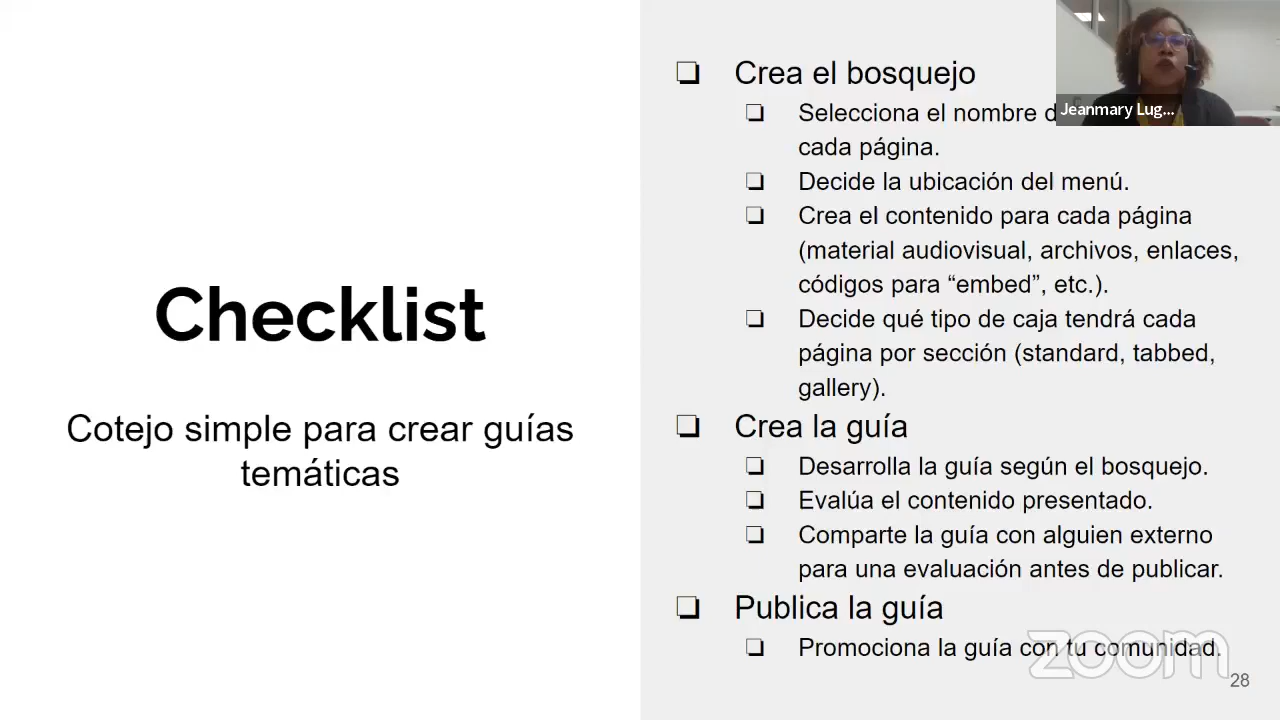 Checklist
Cotejo simple para crear guías
temáticas
❏ Crea el bosquejo
❏ Selecciona el nombre
cada página.
❏ Decide la ubicación del menú.
❏ Crea el contenido para cada página
(material audiovisual, archivos, enlaces,
códigos para “embed”, etc.).
❏ Decide qué tipo de caja tendrá cada
página por sección (standard, tabbed,
gallery).
❏ Crea la guía
❏ Desarrolla la guía según el bosquejo.
❏ Evalúa el contenido presentado.
❏ Comparte la guía con alguien externo
para una evaluación antes de publicar.
❏ Publica la guía
❏ Promociona la guía con tu comunidad.
Jeanmary Lug...
zoom
28